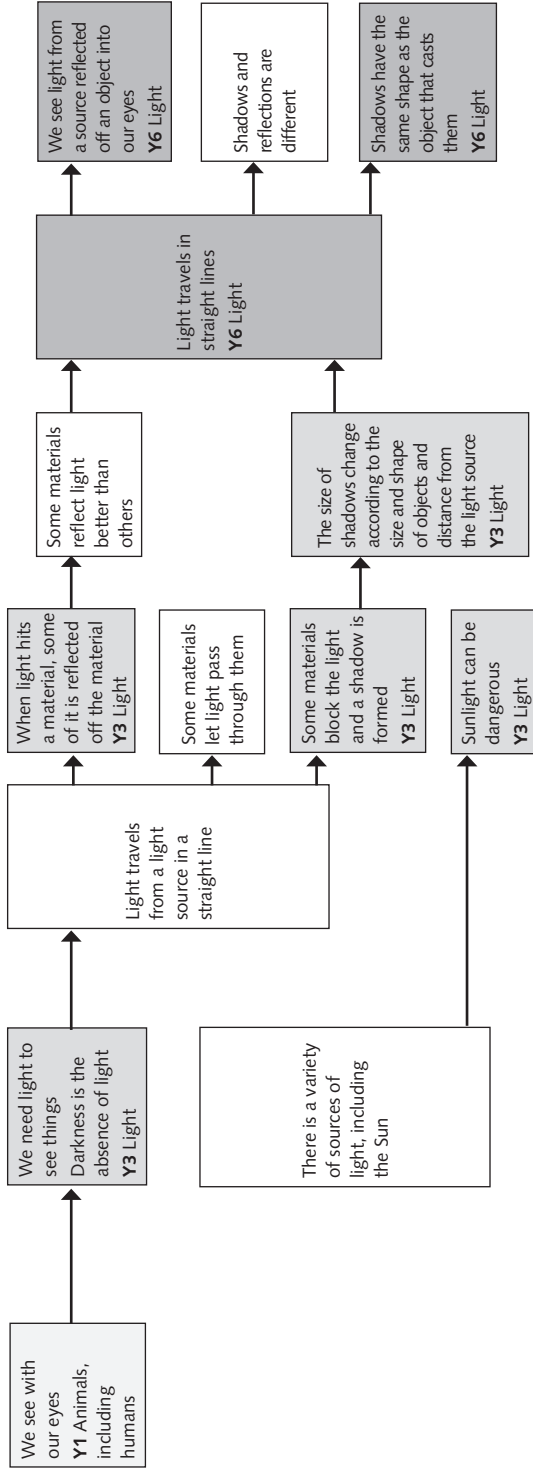 We see with
our eyes
Y1 Animals,
including
humans
We need light to
see things
Darkness is the
absence of light
Y3 Light
There is a variety
of sources of
light, including
the Sun
Light travels
from a light
source in a
straight line
When light hits
a material, some
of it is reflected
off the material
Y3 Light
Some materials
let light pass
through them
Some materials
block the light
and a shadow is
formed
Y3 Light
Sunlight can be
dangerous
Y3 Light
Some materials
reflect light
better than
others
The size of
shadows change
according to the
size and shape
of objects and
distance from
the light source
Y3 Light
Light travels in
straight lines
Y6 Light
We see light from
a source reflected
off an object into
our eyes
Y6 Light
Shadows and
reflections are
different
Shadows have the
same shape as the
object that casts
them
Y6 Light